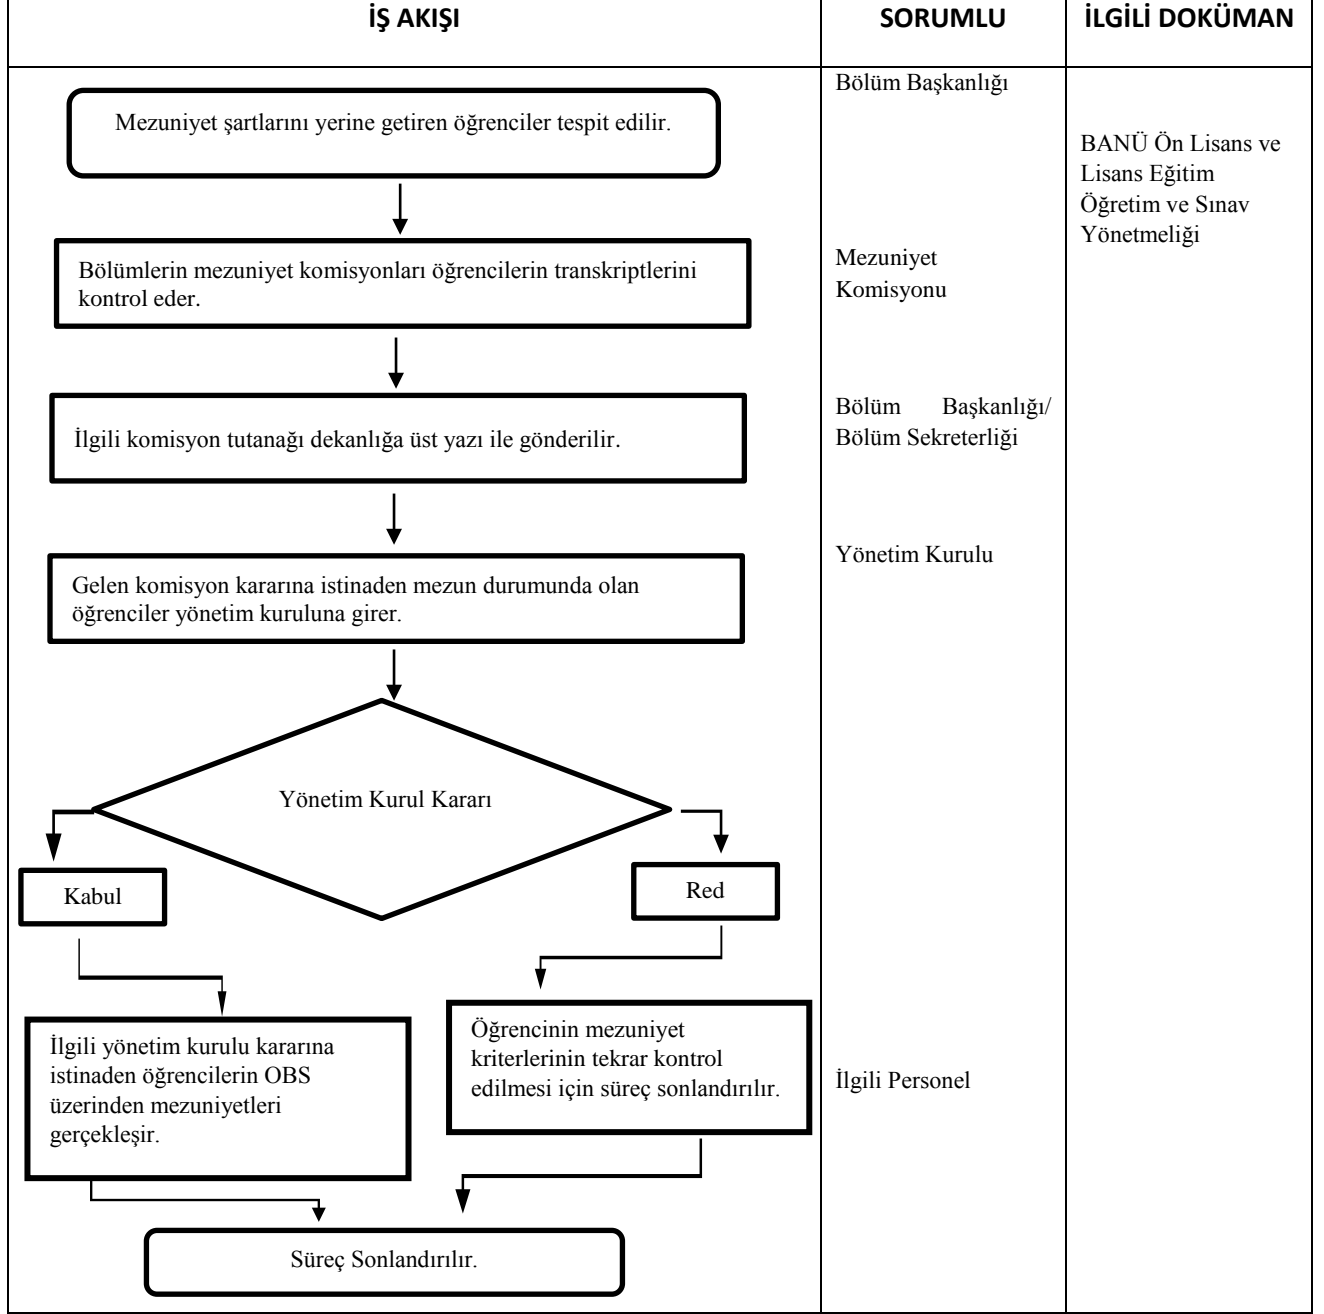 İŞ AKIŞI
SORUMLU
İLGİLİ DOKÜMAN
Mezuniyet şartlarını yerine getiren öğrenciler tespit edilir.
Bölüm Başkanlığı
BANÜ Ön Lisans ve
Lisans Eğitim
Öğretim ve Sınav
Yönetmeliği
Bölümlerin mezuniyet komisyonları öğrencilerin transkriptlerini
kontrol eder.
Mezuniyet
Komisyonu
İlgili komisyon tutanağı dekanlığa üst yazı ile gönderilir.
Bölüm Başkanlığı/
Bölüm Sekreterliği
Gelen komisyon kararına istinaden mezun durumunda olan
öğrenciler yönetim kuruluna girer.
Yönetim Kurulu
Yönetim Kurul Kararı
Kabul
Red
İlgili yönetim kurulu kararına
istinaden öğrencilerin OBS
üzerinden mezuniyetleri
gerçekleşir.
Öğrencinin mezuniyet
kriterlerinin tekrar kontrol
edilmesi için süreç sonlandırılır.
İlgili Personel
Süreç Sonlandırılır.